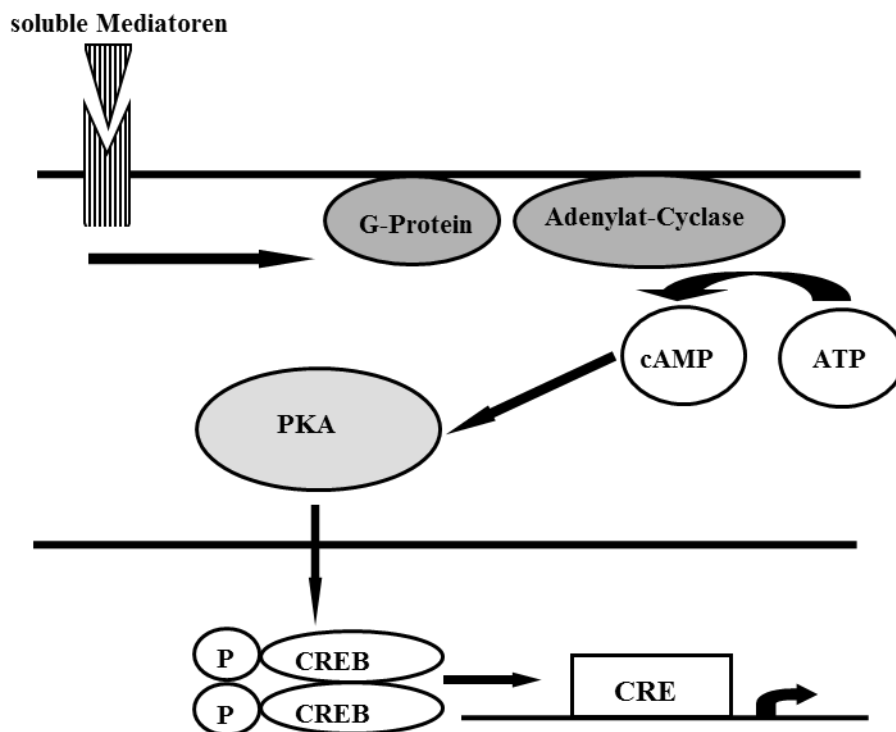 soluble Mediatoren
G-Protein
Adenylat-Cyclase
cAMP
ATP
PKA
P
CREB
P
CREB
CRE